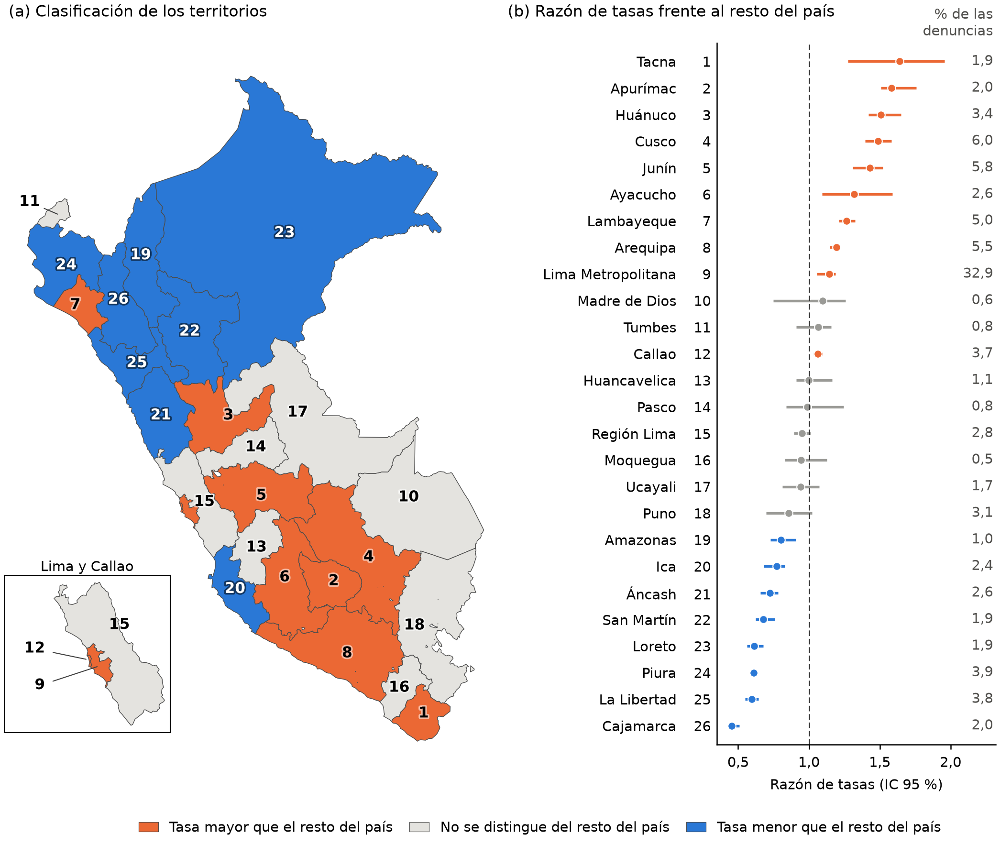 (a) Clasificación de los territorios
11
23
19
24
26
7
22
25
21
3
17
14
10
5
15
13
4
6
2
20
18
8
16
1
Lima y Callao
15
12
9
(b) Razón de tasas frente al resto del país
% de las
denuncias
Tacna 1 1,9
Apurímac 2 2,0
Huánuco 3 3,4
Cusco 4 6,0
Junín 5 5,8
Ayacucho 6 2,6
Lambayeque 7 5,0
Arequipa 8 5,5
Lima Metropolitana 9 32,9
Madre de Dios 10 0,6
Tumbes 11 0,8
Callao 12 3,7
Huancavelica 13 1,1
Pasco 14 0,8
Región Lima 15 2,8
Moquegua 16 0,5
Ucayali 17 1,7
Puno 18 3,1
Amazonas 19 1,0
Ica 20 2,4
Áncash 21 2,6
San Martín 22 1,9
Loreto 23 1,9
Piura 24 3,9
La Libertad 25 3,8
Cajamarca 26 2,0
0,5 1,0 1,5 2,0
Razón de tasas (IC 95 %)
Tasa mayor que el resto del país
No se distingue del resto del país
Tasa menor que el resto del país